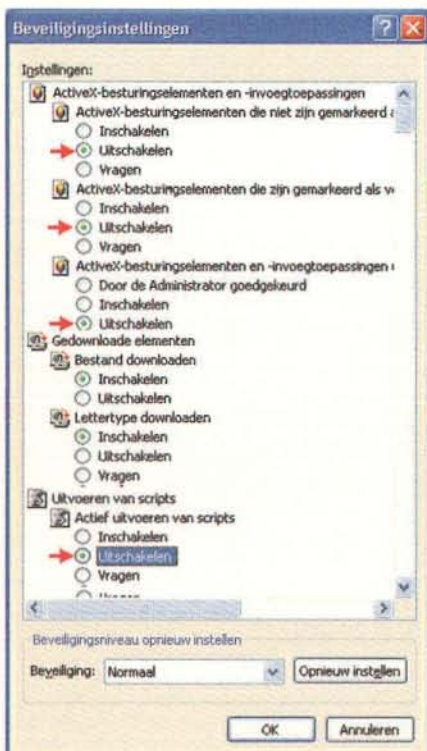 Beveiligingsinstellingen
Instellingen:
ActiveX-besturingselementen en -invoegtoepassingen
ActiveX-besturingselementen die niet zijn gemarkeerd
Inschakelen
Uitschakelen
Vragen
ActiveX-besturingselementen die zijn gemarkeerd als
Inschakelen
Uitschakelen
Vragen
ActiveX-besturingselementen en -invoegtoepassingen
Door de Administrator goedgekeurd
Inschakelen
Uitschakelen
Gedownloade elementen
Bestand downloaden
Inschakelen
Uitschakelen
Lettertype downloaden
Inschakelen
Uitschakelen
Vragen
Uitvoeren van scripts
Actief uitvoeren van scripts
Inschakelen
Uitschakelen
Vragen
Beveiligingsniveau opnieuw instellen
Beveiliging: Normaal Opnieuw instellen
OK Annuleren